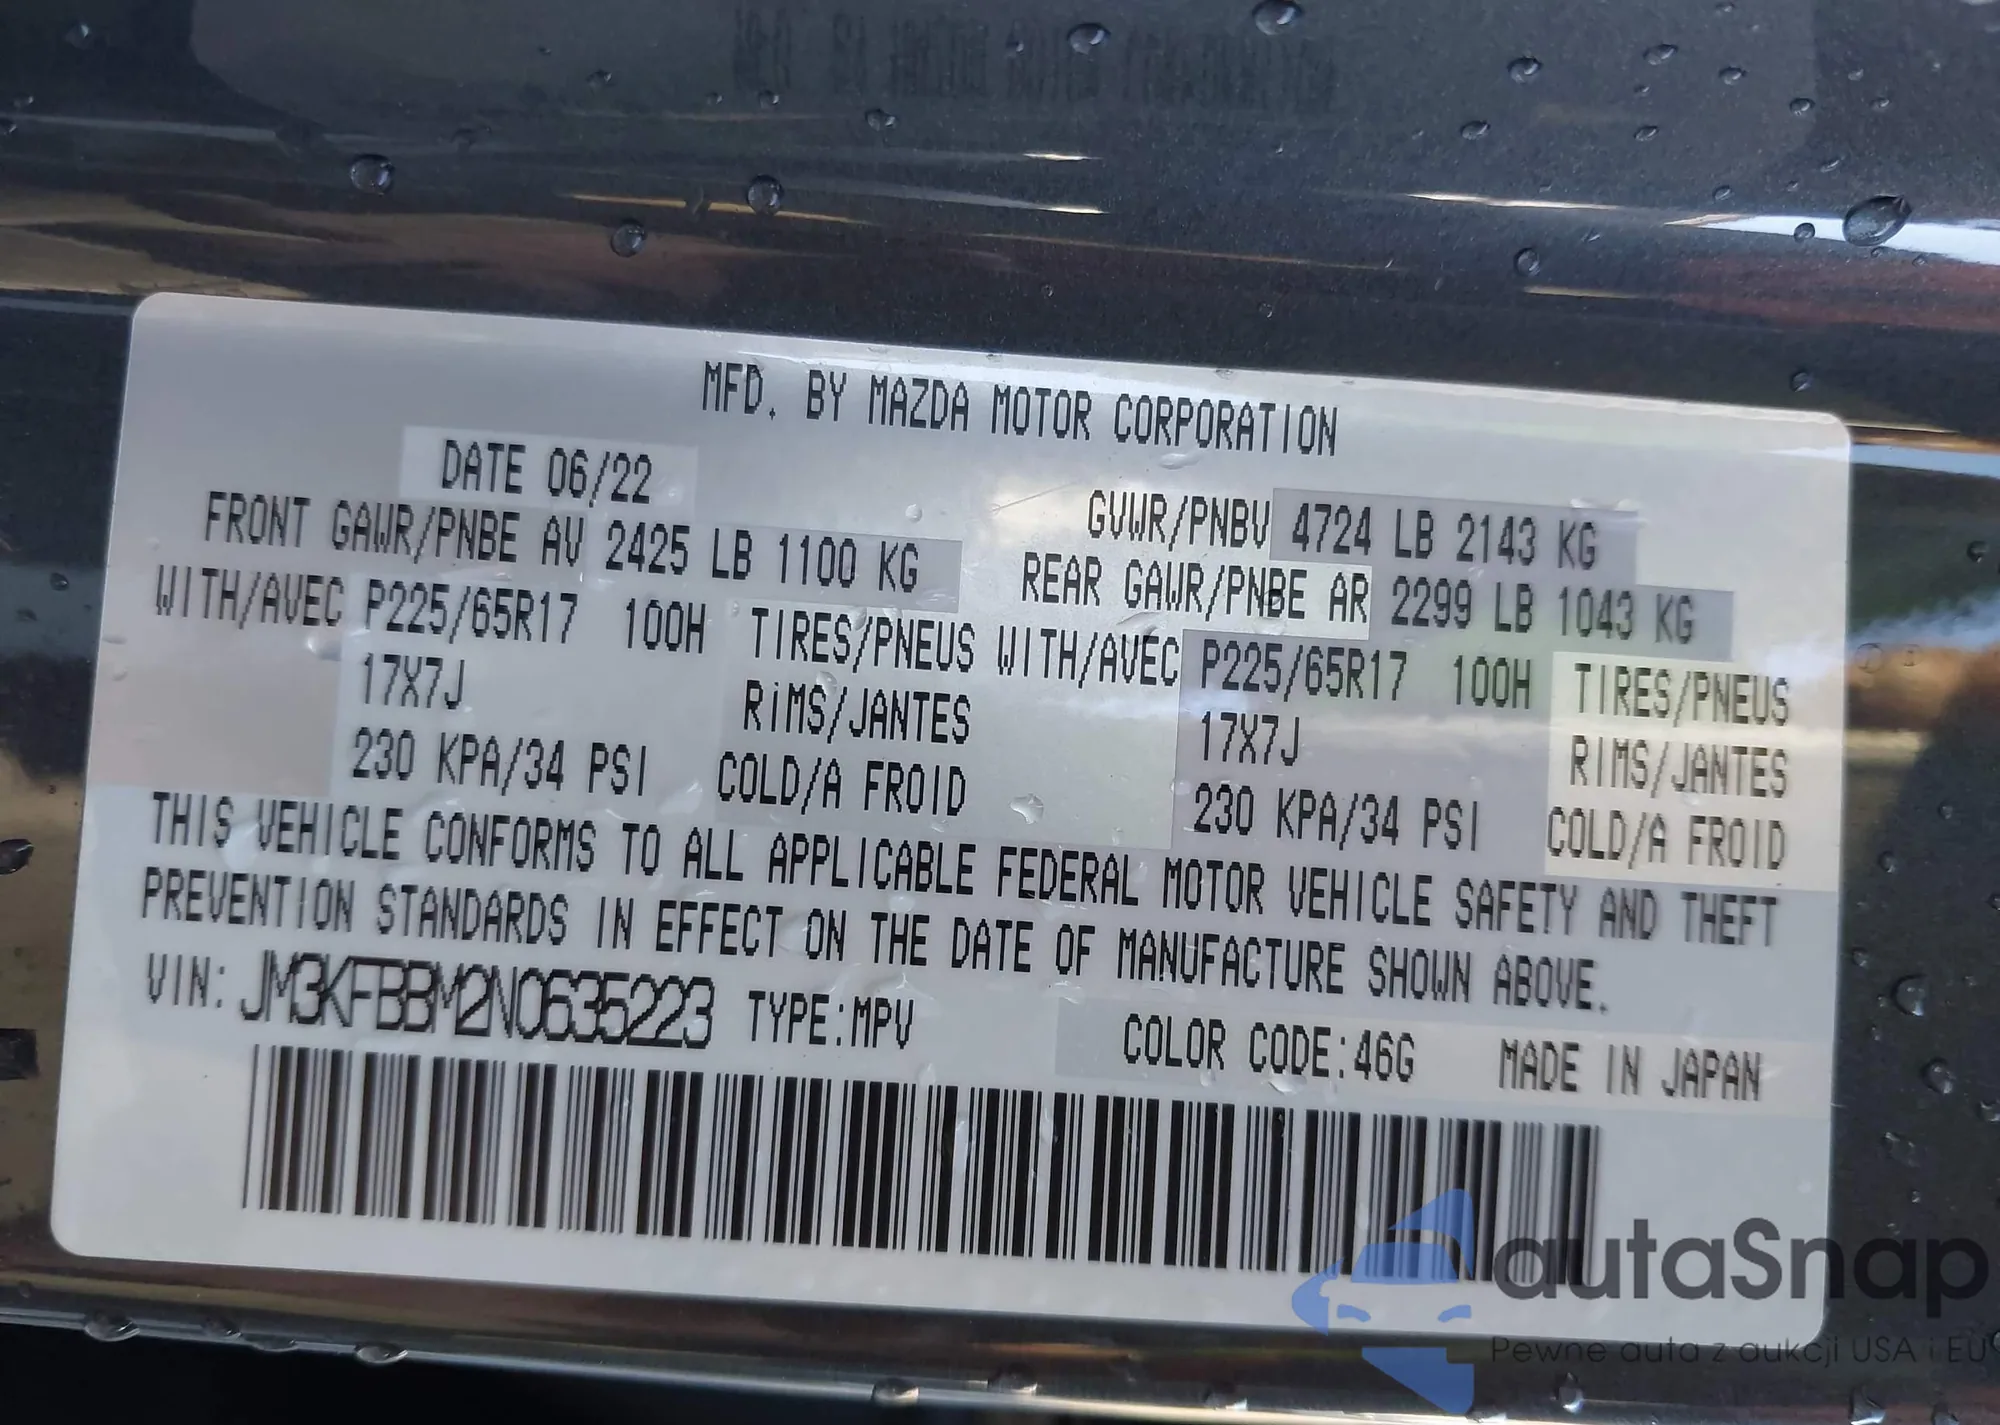 MFD. BY MAZDA MOTOR CORPORATION
DATE 06/22
GVWR/PNBV 4724 LB 2143 KG
FRONT GAWR/PNBE AV 2425 LB 1100 KG
REAR GAWR/PNBE AR 2299 LB 1043 KG
WITH/AVEC P225/65R17 100H TIRES/PNEUS WITH/AVEC P225/65R17 100H TIRES/PNEUS
17X7J RiMS/JANTES 17X7J RIMS/JANTES
230 KPA/34 PSI COLD/A FROID 230 KPA/34 PSI COLD/A FROID
THIS VEHICLE CONFORMS TO ALL APPLICABLE FEDERAL MOTOR VEHICLE SAFETY AND THEFT
PREVENTION STANDARDS IN EFFECT ON THE DATE OF MANUFACTURE SHOWN ABOVE.
VIN: JM3KFBBM2N0635223 TYPE:MPV COLOR CODE:46G MADE IN JAPAN
autaSnap
Pewne auta z aukcji USA i EU